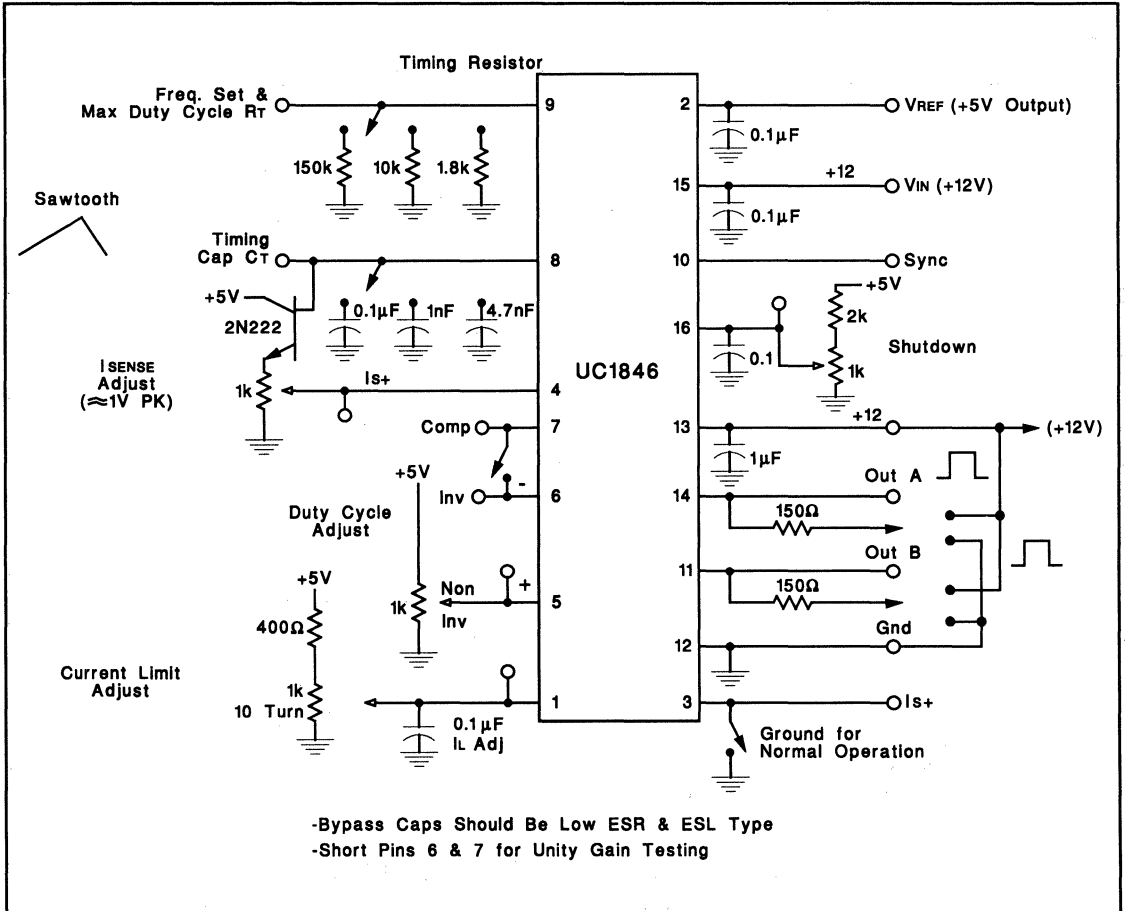 Timing Resistor
Freq. Set &
Max Duty Cycle RT
9
150k
10k
1.8k
Sawtooth
Timing
Cap CT
8
+5V
2N222
0.1µF
1nF
4.7nF
ISENSE
Adjust
(≈1V PK)
1k
Is+
4
Comp
7
+5V
-
Inv
6
Duty Cycle
Adjust
1k
Non
Inv
+
5
+5V
400Ω
Current Limit
Adjust
1k
10 Turn
0.1µF
IL Adj
1
UC1846
2
VREF (+5V Output)
0.1µF
15
+12
VIN (+12V)
0.1µF
10
Sync
+5V
2k
16
0.1
1k
Shutdown
13
+12
(+12V)
1µF
Out A
14
150Ω
Out B
11
150Ω
Gnd
12
3
Is+
Ground for
Normal Operation
-Bypass Caps Should Be Low ESR & ESL Type
-Short Pins 6 & 7 for Unity Gain Testing